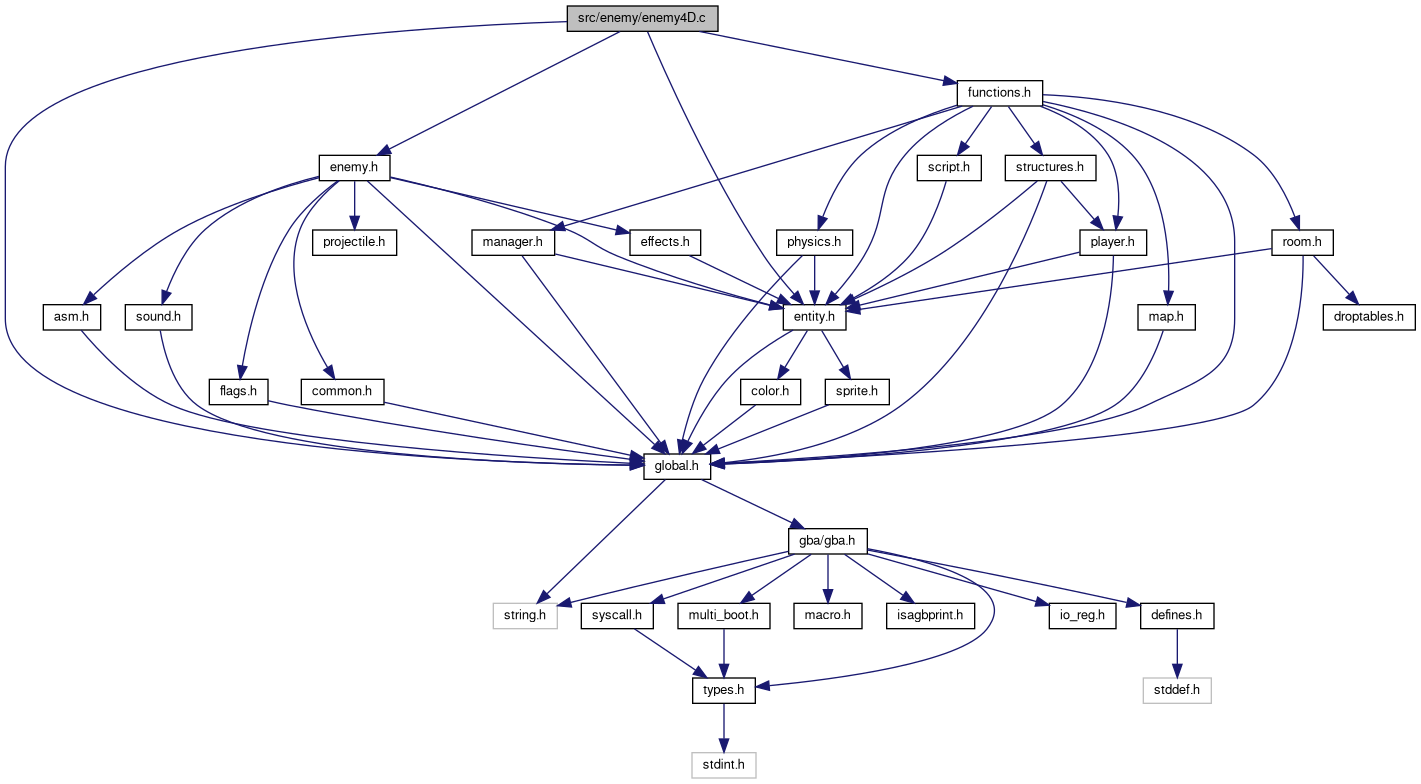 src/enemy/enemy4D.c
functions.h
enemy.h
script.h
structures.h
projectile.h
manager.h
effects.h
physics.h
player.h
room.h
asm.h
sound.h
entity.h
map.h
droptables.h
flags.h
common.h
color.h
sprite.h
global.h
gba/gba.h
string.h
syscall.h
multi_boot.h
macro.h
isagbprint.h
io_reg.h
defines.h
types.h
stddef.h
stdint.h